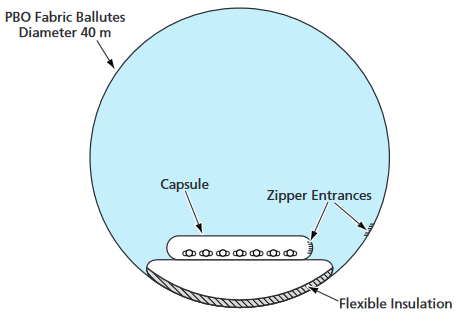 PBO Fabric Ballutes
Diameter 40 m
Capsule
Zipper Entrances
Flexible Insulation